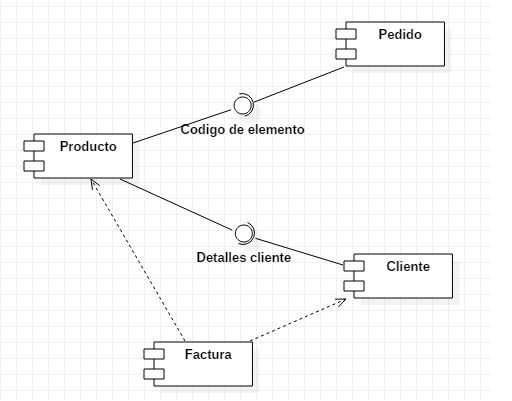 Pedido
Codigo de elemento
Producto
Detalles cliente
Cliente
Factura